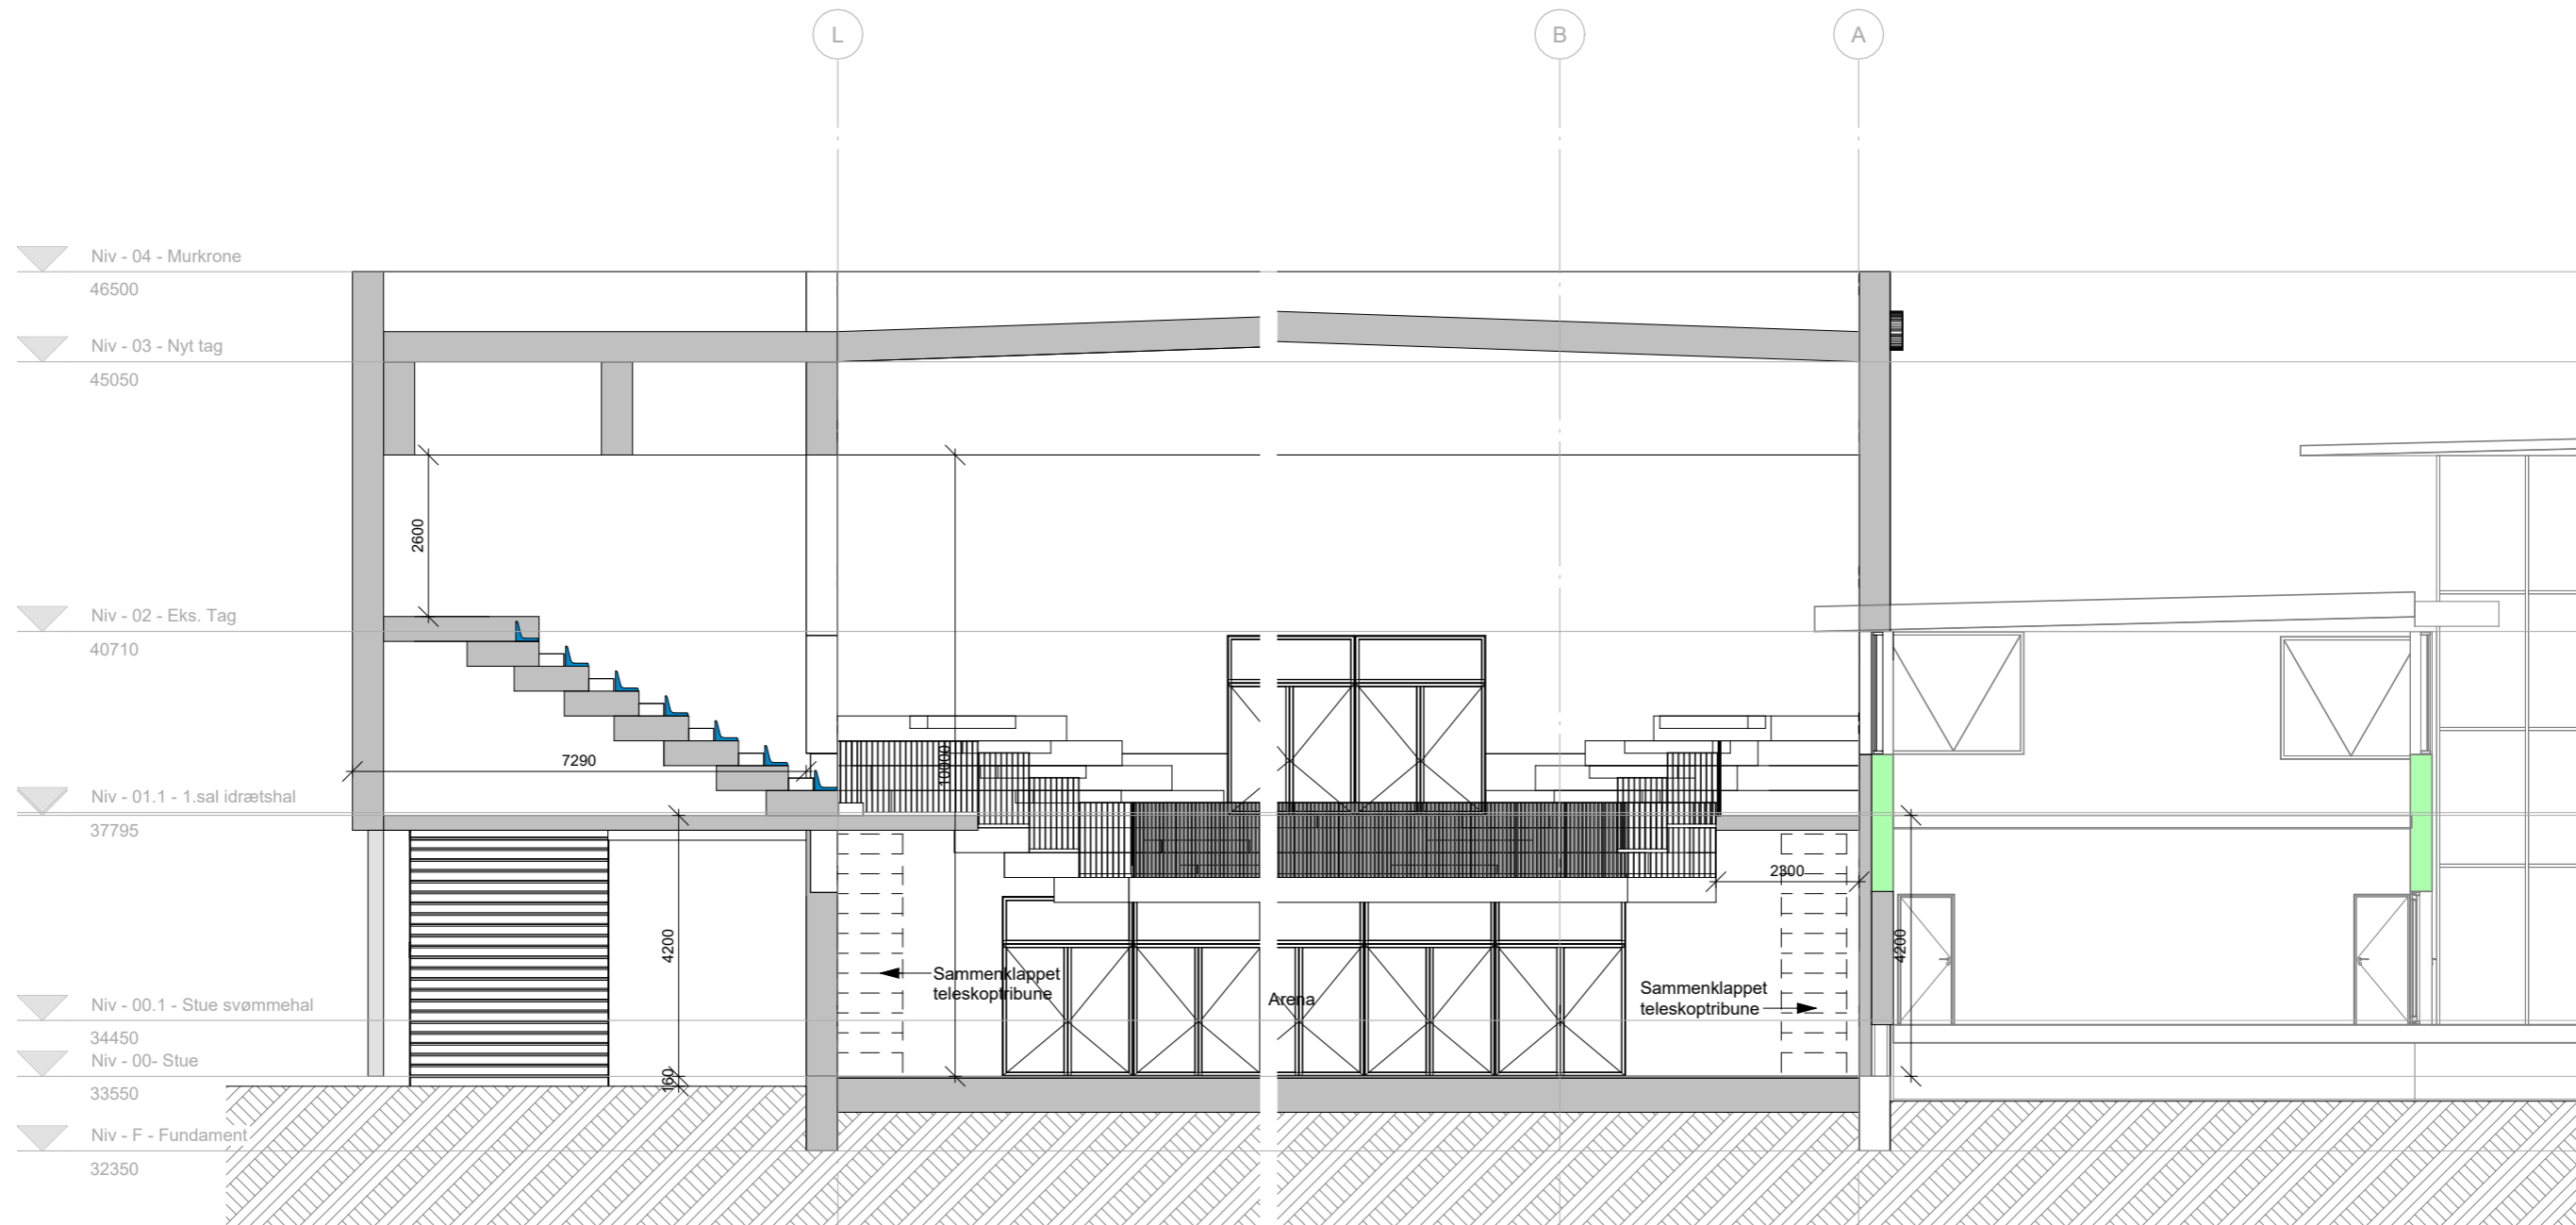 L
B
A
Niv - 04 - Murkrone
46500
Niv - 03 - Nyt tag
45050
2600
Niv - 02 - Eks. Tag
40710
7290
10000
Niv - 01.1 - 1.sal idrætshal
37795
2300
4200
4200
Sammenklappet
teleskoptribune
Arena
Sammenklappet
teleskoptribune
Niv - 00.1 - Stue svømmehal
34450
Niv - 00- Stue
160
33550
Niv - F - Fundament
32350